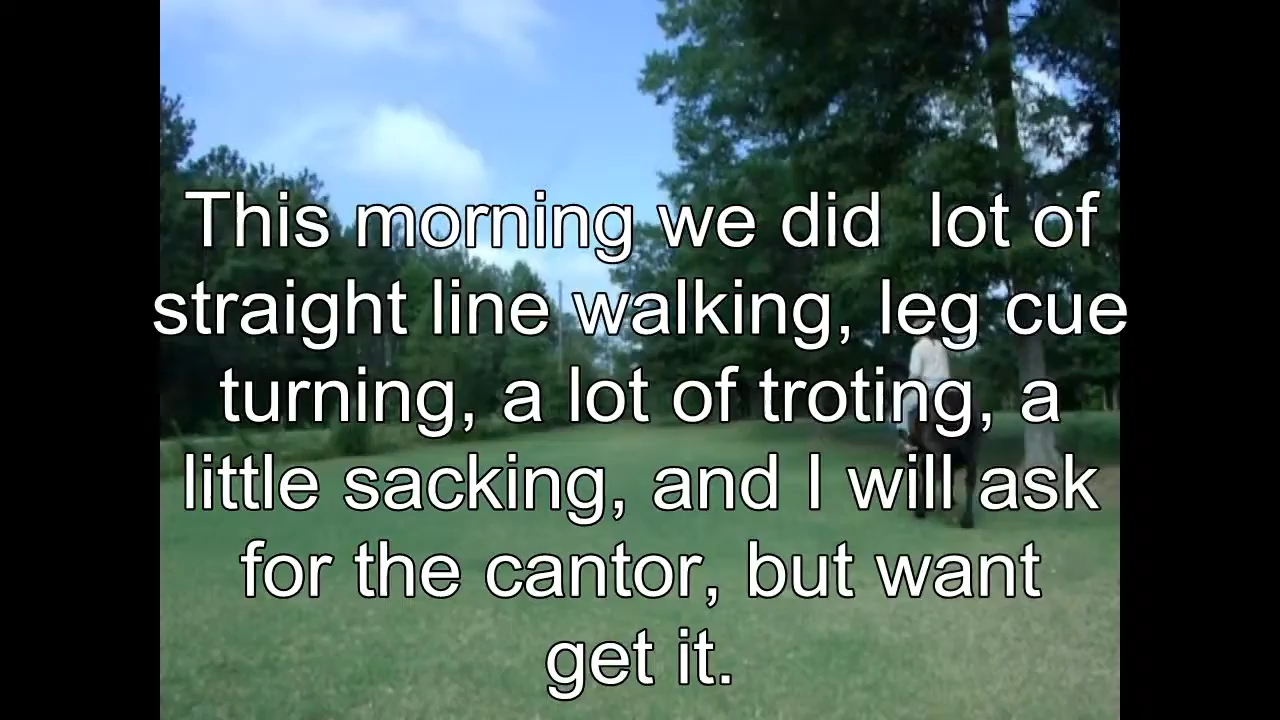 This morning we did  lot of
straight line walking, leg cue
turning, a lot of troting, a
little sacking, and I will ask
for the cantor, but want
get it.